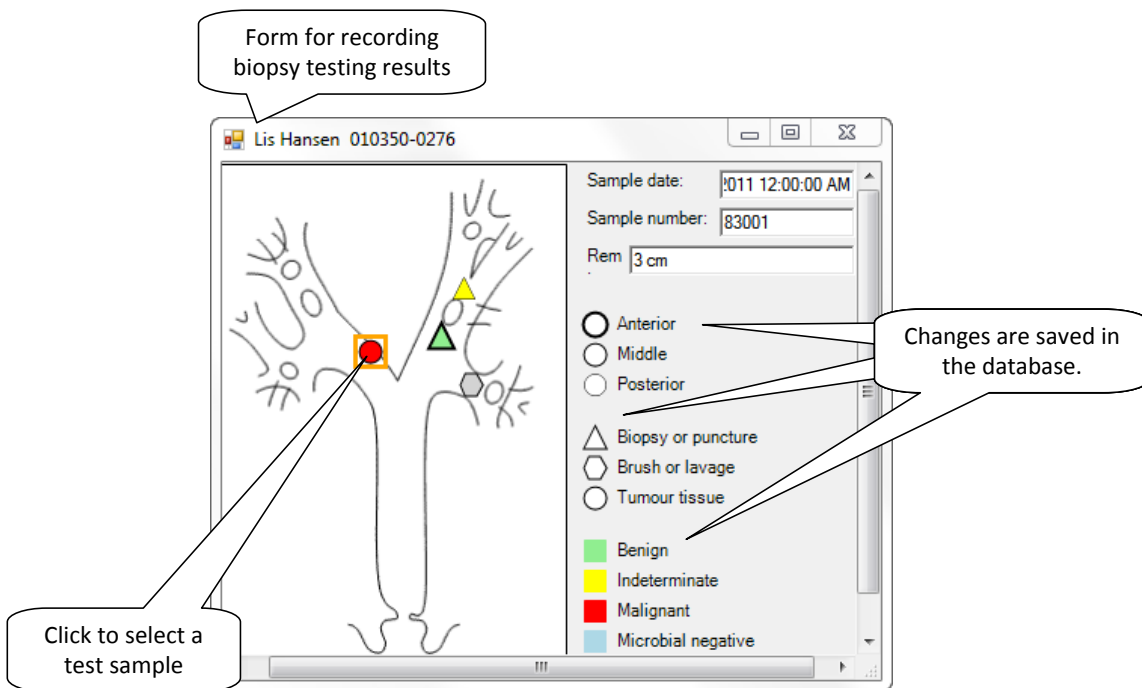 Form for recording
biopsy testing results
Lis Hansen 010350-0276
Sample date: 2011 12:00:00 AM
Sample number: 83001
Rem 3 cm
Anterior
Middle
Posterior
Changes are saved in
the database.
Biopsy or puncture
Brush or lavage
Tumour tissue
Benign
Indeterminate
Malignant
Microbial negative
Click to select a
test sample